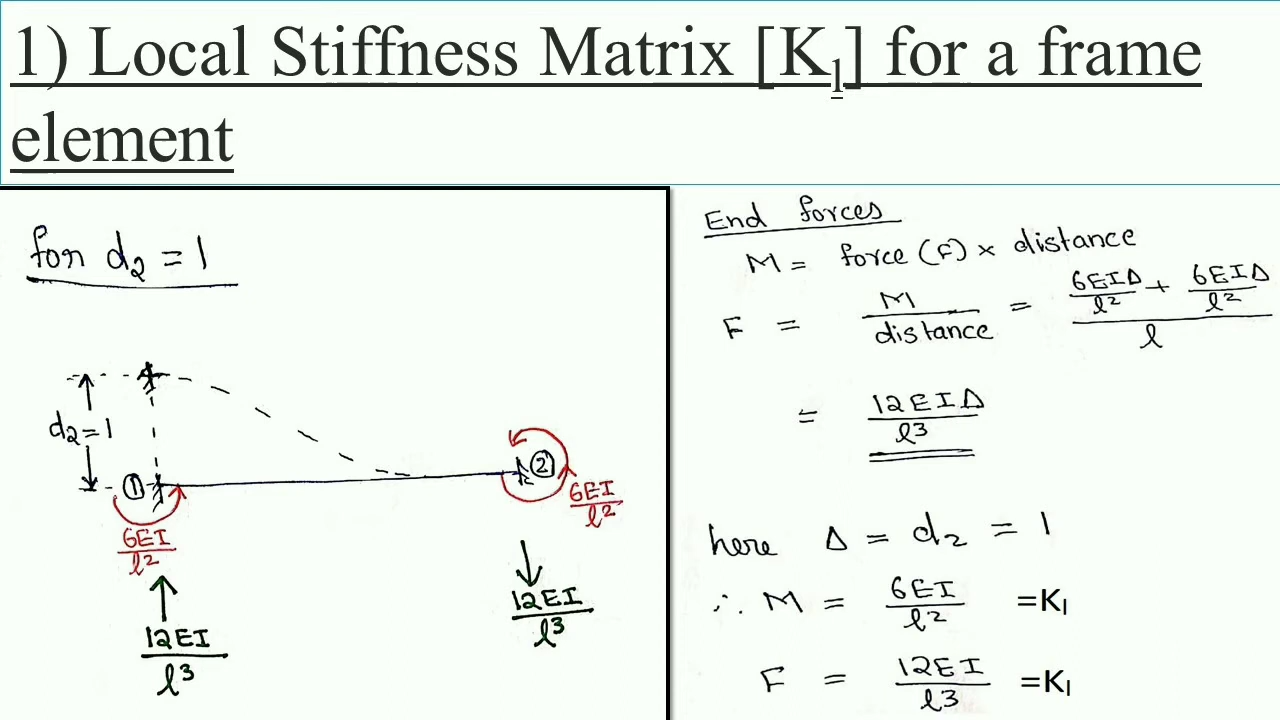 1) Local Stiffness Matrix [Kₗ] for a frame
element
for d₂ = 1
d₂=1
①
6EI
l²
12EI
l³
②
6EI
l²
12EI
l³
End forces
M = force (F) × distance
F = M / distance = (6EIΔ/l² + 6EIΔ/l²) / l
= 12EIΔ / l³
here Δ = d₂ = 1
∴ M = 6EI / l² =Kₗ
F = 12EI / l3 =Kₗ